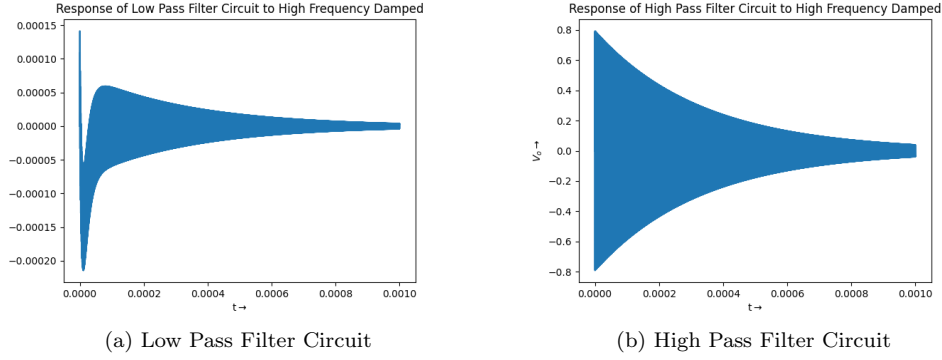 Response of Low Pass Filter Circuit to High Frequency Damped
0.00015
0.00010
0.00005
0.00000
−0.00005
−0.00010
−0.00015
−0.00020
0.0000 0.0002 0.0004 0.0006 0.0008 0.0010
t→
(a) Low Pass Filter Circuit
Response of High Pass Filter Circuit to High Frequency Damped
0.8
0.6
0.4
0.2
0.0
−0.2
−0.4
−0.6
−0.8
Vₒ→
0.0000 0.0002 0.0004 0.0006 0.0008 0.0010
t→
(b) High Pass Filter Circuit